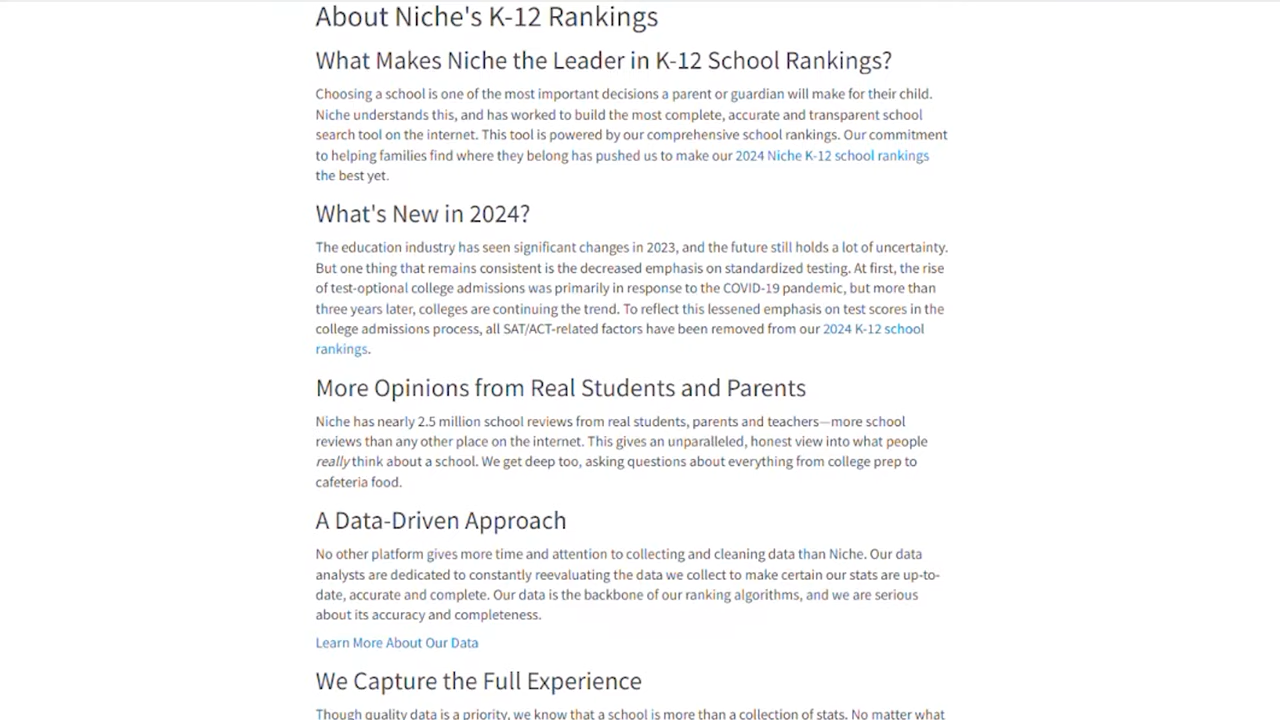 About Niche's K-12 Rankings
What Makes Niche the Leader in K-12 School Rankings?
Choosing a school is one of the most important decisions a parent or guardian will make for their child.
Niche understands this, and has worked to build the most complete, accurate and transparent school
search tool on the internet. This tool is powered by our comprehensive school rankings. Our commitment
to helping families find where they belong has pushed us to make our 2024 Niche K-12 school rankings
the best yet.
What's New in 2024?
The education industry has seen significant changes in 2023, and the future still holds a lot of uncertainty.
But one thing that remains consistent is the decreased emphasis on standardized testing. At first, the rise
of test-optional college admissions was primarily in response to the COVID-19 pandemic, but more than
three years later, colleges are continuing the trend. To reflect this lessened emphasis on test scores in the
college admissions process, all SAT/ACT-related factors have been removed from our 2024 K-12 school
rankings.
More Opinions from Real Students and Parents
Niche has nearly 2.5 million school reviews from real students, parents and teachers—more school
reviews than any other place on the internet. This gives an unparalleled, honest view into what people
really think about a school. We get deep too, asking questions about everything from college prep to
cafeteria food.
A Data-Driven Approach
No other platform gives more time and attention to collecting and cleaning data than Niche. Our data
analysts are dedicated to constantly reevaluating the data we collect to make certain our stats are up-to-
date, accurate and complete. Our data is the backbone of our ranking algorithms, and we are serious
about its accuracy and completeness.
Learn More About Our Data
We Capture the Full Experience
Though quality data is a priority, we know that a school is more than a collection of stats. No matter what